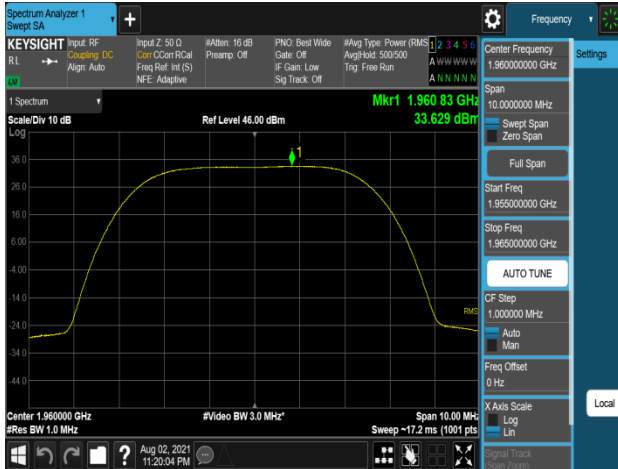 Spectrum Analyzer 1
Swept SA
+
Frequency
KEYSIGHT
RL
LV
Input: RF
Coupling: DC
Align: Auto
Input Z: 50 Ω
Corr CCorr RCal
Freq Ref: Int (S)
NFE: Adaptive
#Atten: 16 dB
Preamp: Off
PNO: Best Wide
Gate: Off
IF Gain: Low
Sig Track: Off
#Avg Type: Power (RMS
Avg|Hold: 500/500
Trig: Free Run
1 2 3 4 5 6
A W W W W W
A N N N N N
1 Spectrum
Scale/Div 10 dB
Ref Level 46.00 dBm
Mkr1 1.960 83 GHz
33.629 dBm
Log
1
36.0
26.0
16.0
6.00
-4.00
-14.0
-24.0
-34.0
-44.0
RMS
Center 1.960000 GHz
#Res BW 1.0 MHz
#Video BW 3.0 MHz*
Span 10.00 MHz
Sweep ~17.2 ms (1001 pts
?
Aug 02, 2021
11:20:04 PM
Center Frequency
1.960000000 GHz
Span
10.0000000 MHz
Swept Span
Zero Span
Full Span
Start Freq
1.955000000 GHz
Stop Freq
1.965000000 GHz
AUTO TUNE
CF Step
1.000000 MHz
Auto
Man
Freq Offset
0 Hz
X Axis Scale
Log
Lin
Signal Track
(Span Zoom)
Settings
Local